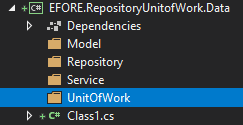 C# EFORE.RepositoryUnitofWork.Data
Dependencies
Model
Repository
Service
UnitOfWork
C# Class1.cs